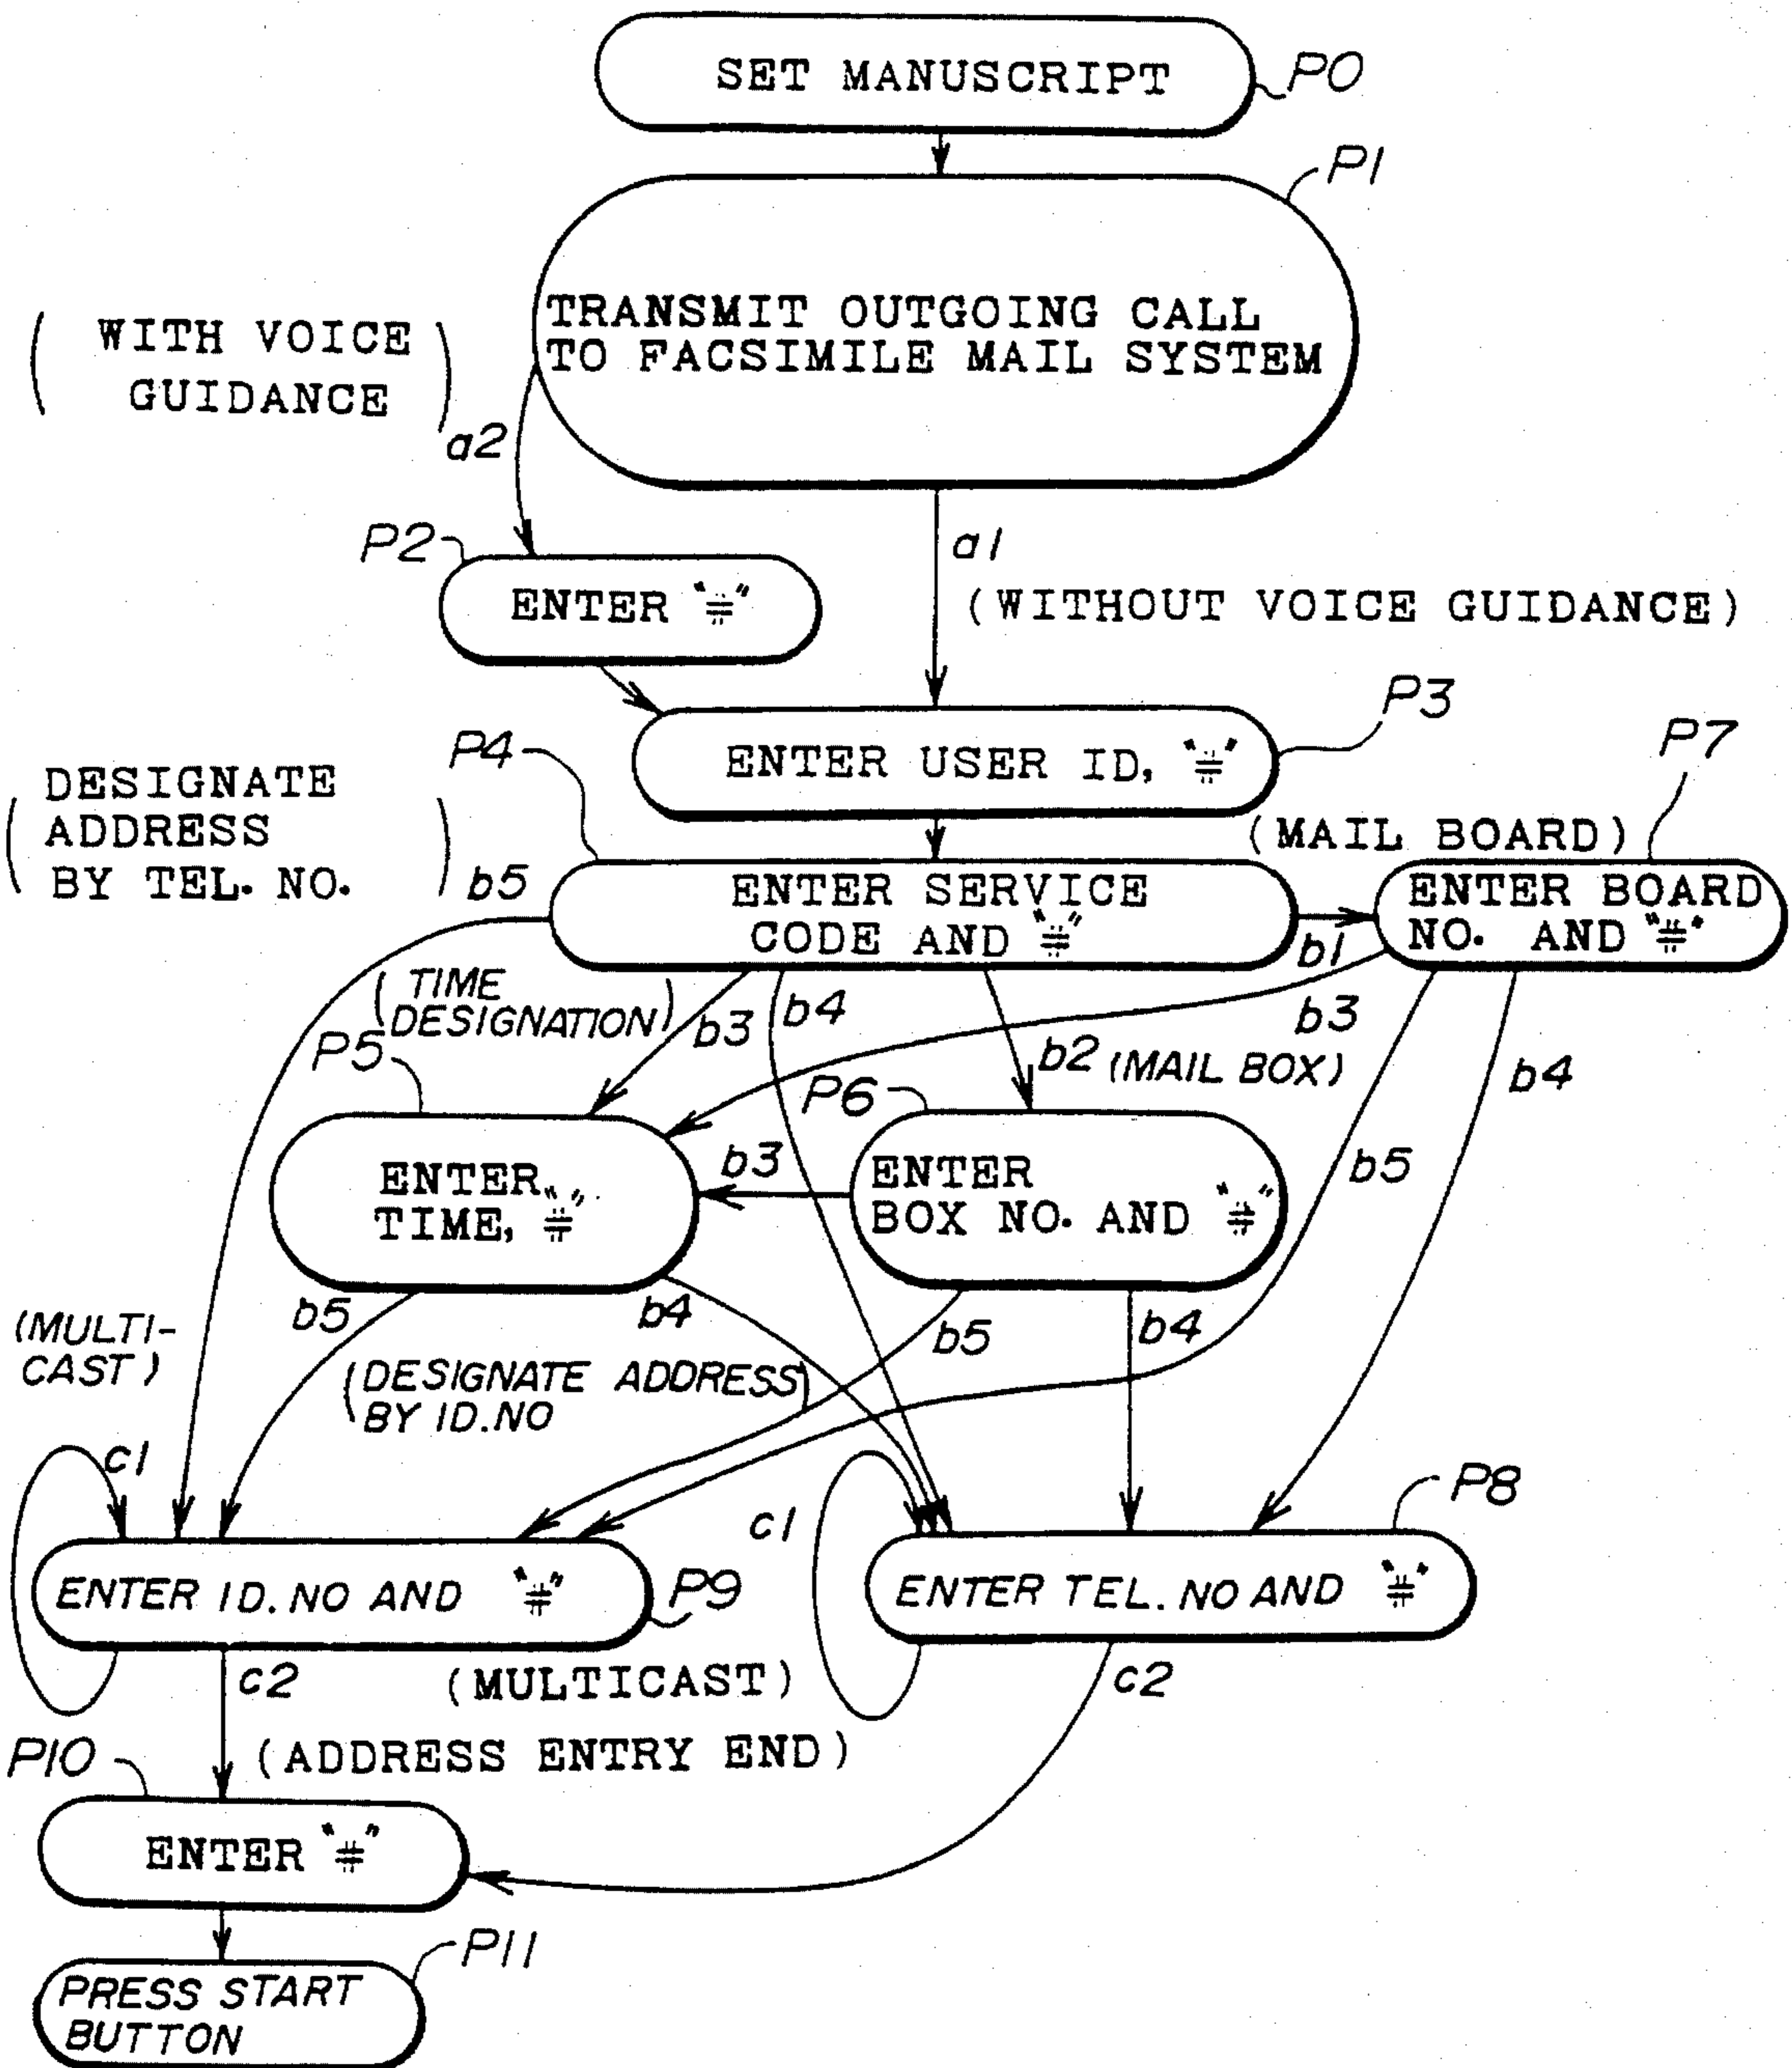 SET MANUSCRIPT
P0
P1
TRANSMIT OUTGOING CALL
TO FACSIMILE MAIL SYSTEM
( WITH VOICE
GUIDANCE )
a2
a1
P2
ENTER "#"
(WITHOUT VOICE GUIDANCE)
P3
ENTER USER ID, "#"
P4
P7
( DESIGNATE
ADDRESS
BY TEL. NO. )
b5
(MAIL BOARD)
ENTER SERVICE
CODE AND "#"
b1
ENTER BOARD
NO. AND "#"
( TIME
DESIGNATION)
b3
b4
b3
b2 (MAIL BOX)
b4
P5
P6
ENTER
TIME, "#"
b3
ENTER
BOX NO. AND "#"
b5
b5
b4
b5
b4
(MULTI-
CAST)
(DESIGNATE ADDRESS
BY ID.NO )
c1
c1
P8
ENTER ID.NO AND "#"
P9
ENTER TEL. NO AND "#"
c2
(MULTICAST)
c2
P10
(ADDRESS ENTRY END)
ENTER "#"
P11
PRESS START
BUTTON